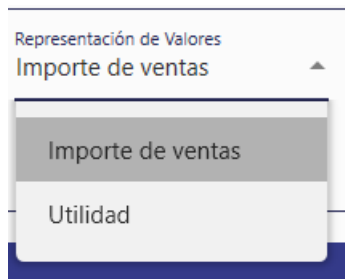 Representación de Valores
Importe de ventas
Importe de ventas
Utilidad